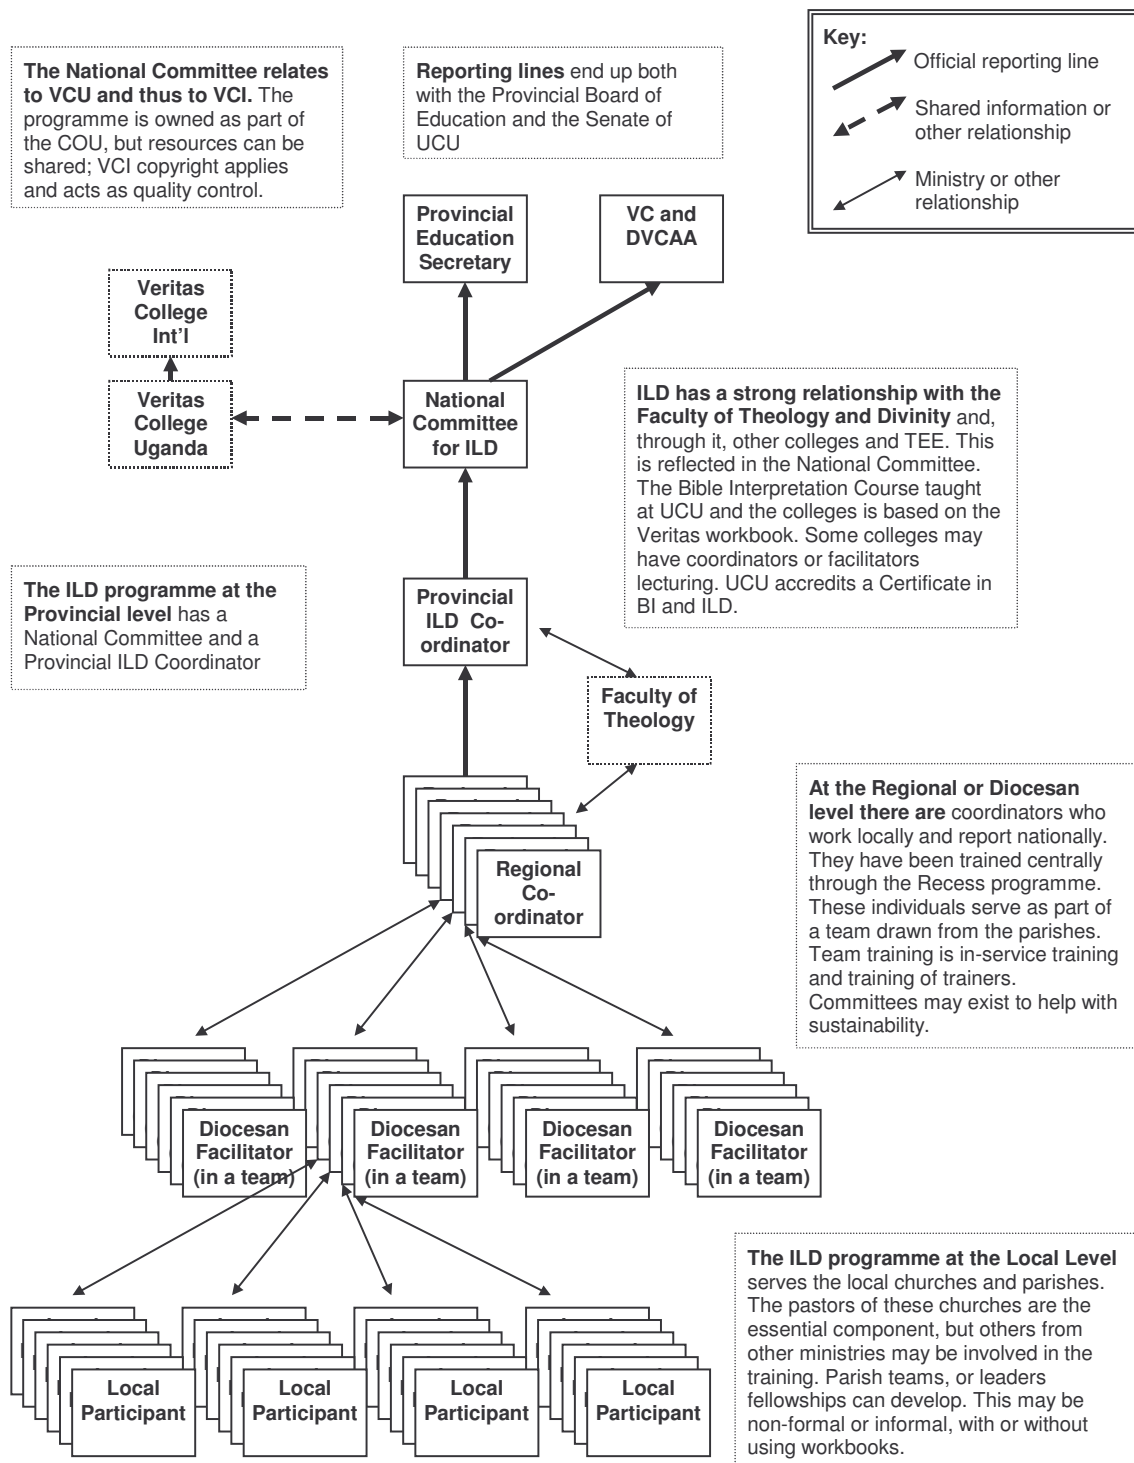 Key:
Official reporting line
Shared information or
other relationship
Ministry or other
relationship
The National Committee relates
to VCU and thus to VCI. The
programme is owned as part of
the COU, but resources can be
shared; VCI copyright applies
and acts as quality control.
Reporting lines end up both
with the Provincial Board of
Education and the Senate of
UCU
Provincial
Education
Secretary
VC and
DVCAA
Veritas
College
Int'l
Veritas
College
Uganda
National
Committee
for ILD
ILD has a strong relationship with the
Faculty of Theology and Divinity and,
through it, other colleges and TEE. This
is reflected in the National Committee.
The Bible Interpretation Course taught
at UCU and the colleges is based on the
Veritas workbook. Some colleges may
have coordinators or facilitators
lecturing. UCU accredits a Certificate in
BI and ILD.
The ILD programme at the
Provincial level has a
National Committee and a
Provincial ILD Coordinator
Provincial
ILD Co-
ordinator
Faculty of
Theology
At the Regional or Diocesan
level there are coordinators who
work locally and report nationally.
They have been trained centrally
through the Recess programme.
These individuals serve as part of
a team drawn from the parishes.
Team training is in-service training
and training of trainers.
Committees may exist to help with
sustainability.
Regional
Co-
ordinator
Diocesan
Facilitator
(in a team)
Diocesan
Facilitator
(in a team)
Diocesan
Facilitator
(in a team)
Diocesan
Facilitator
(in a team)
The ILD programme at the Local Level
serves the local churches and parishes.
The pastors of these churches are the
essential component, but others from
other ministries may be involved in the
training. Parish teams, or leaders
fellowships can develop. This may be
non-formal or informal, with or without
using workbooks.
Local
Participant
Local
Participant
Local
Participant
Local
Participant